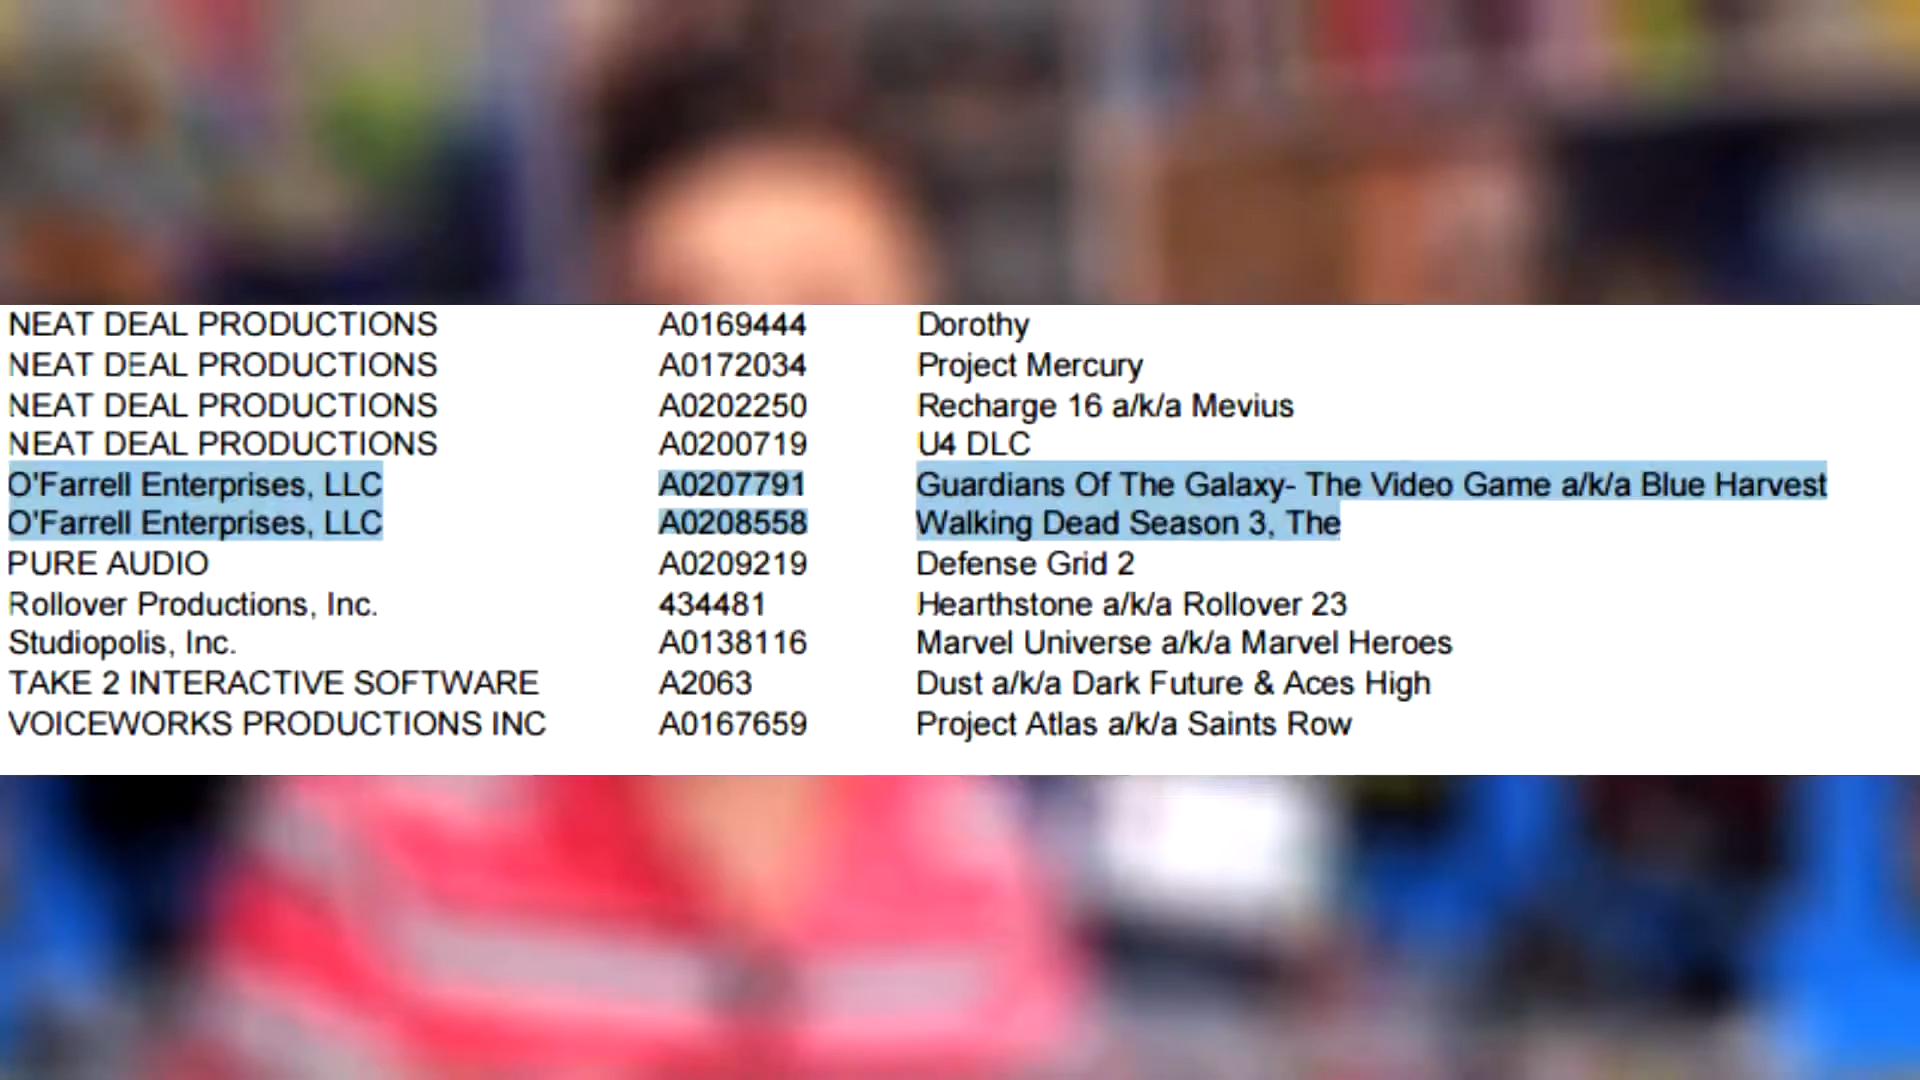 NEAT DEAL PRODUCTIONS A0169444 Dorothy
NEAT DEAL PRODUCTIONS A0172034 Project Mercury
NEAT DEAL PRODUCTIONS A0202250 Recharge 16 a/k/a Mevius
NEAT DEAL PRODUCTIONS A0200719 U4 DLC
O'Farrell Enterprises, LLC A0207791 Guardians Of The Galaxy- The Video Game a/k/a Blue Harvest
O'Farrell Enterprises, LLC A0208558 Walking Dead Season 3, The
PURE AUDIO A0209219 Defense Grid 2
Rollover Productions, Inc. 434481 Hearthstone a/k/a Rollover 23
Studiopolis, Inc. A0138116 Marvel Universe a/k/a Marvel Heroes
TAKE 2 INTERACTIVE SOFTWARE A2063 Dust a/k/a Dark Future & Aces High
VOICEWORKS PRODUCTIONS INC A0167659 Project Atlas a/k/a Saints Row